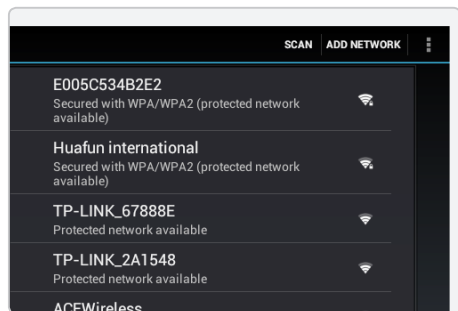 SCAN ADD NETWORK
E005C534B2E2
Secured with WPA/WPA2 (protected network
available)
Huafun international
Secured with WPA/WPA2 (protected network
available)
TP-LINK_67888E
Protected network available
TP-LINK_2A1548
Protected network available
ACEWireless